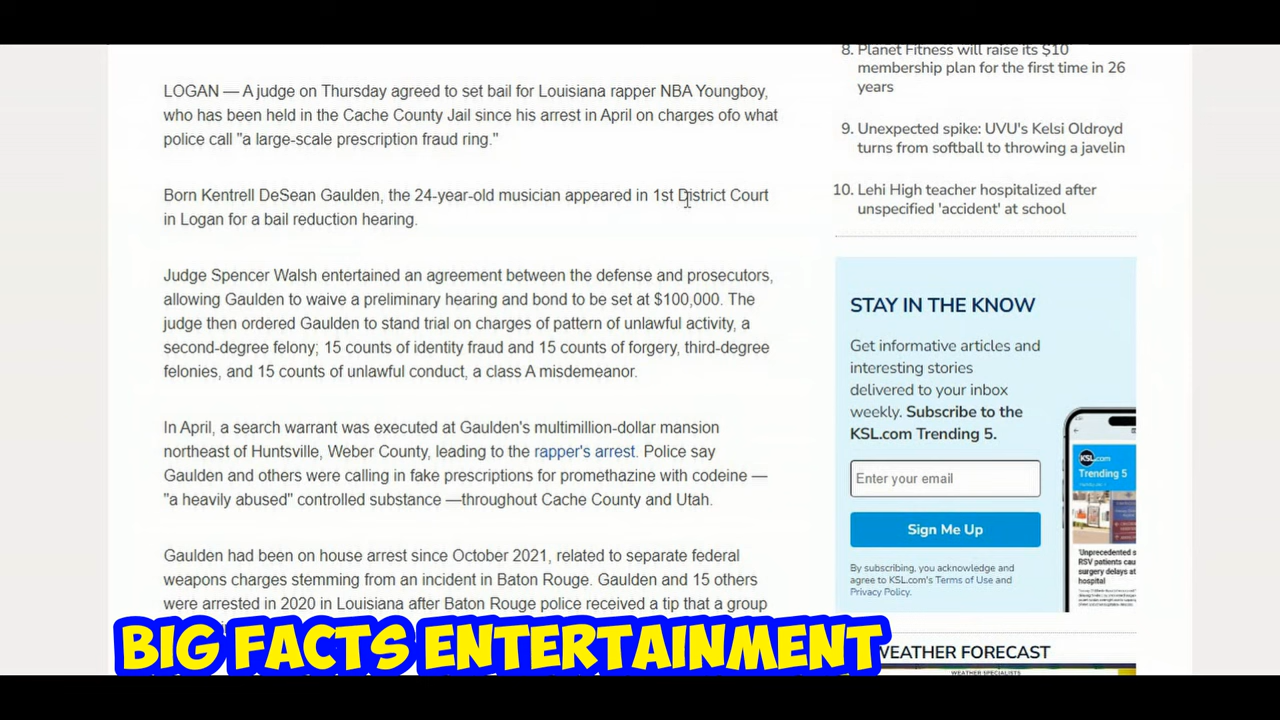 LOGAN — A judge on Thursday agreed to set bail for Louisiana rapper NBA Youngboy,
who has been held in the Cache County Jail since his arrest in April on charges ofo what
police call "a large-scale prescription fraud ring."
Born Kentrell DeSean Gaulden, the 24-year-old musician appeared in 1st District Court
in Logan for a bail reduction hearing.
Judge Spencer Walsh entertained an agreement between the defense and prosecutors,
allowing Gaulden to waive a preliminary hearing and bond to be set at $100,000. The
judge then ordered Gaulden to stand trial on charges of pattern of unlawful activity, a
second-degree felony; 15 counts of identity fraud and 15 counts of forgery, third-degree
felonies, and 15 counts of unlawful conduct, a class A misdemeanor.
In April, a search warrant was executed at Gaulden's multimillion-dollar mansion
northeast of Huntsville, Weber County, leading to the rapper's arrest. Police say
Gaulden and others were calling in fake prescriptions for promethazine with codeine —
"a heavily abused" controlled substance —throughout Cache County and Utah.
Gaulden had been on house arrest since October 2021, related to separate federal
weapons charges stemming from an incident in Baton Rouge. Gaulden and 15 others
were arrested in 2020 in Louisiana after Baton Rouge police received a tip that a group
8. Planet Fitness will raise its $10
membership plan for the first time in 26
years
9. Unexpected spike: UVU's Kelsi Oldroyd
turns from softball to throwing a javelin
10. Lehi High teacher hospitalized after
unspecified 'accident' at school
STAY IN THE KNOW
Get informative articles and
interesting stories
delivered to your inbox
weekly. Subscribe to the
KSL.com Trending 5.
Enter your email
Sign Me Up
By subscribing, you acknowledge and
agree to KSL.com's Terms of Use and
Privacy Policy.
KSL.com
Trending 5
'Unprecedented s
RSV patients cau
surgery delays at
hospital
WEATHER FORECAST
WEATHER SPECIALISTS
BIG FACTS ENTERTAINMENT